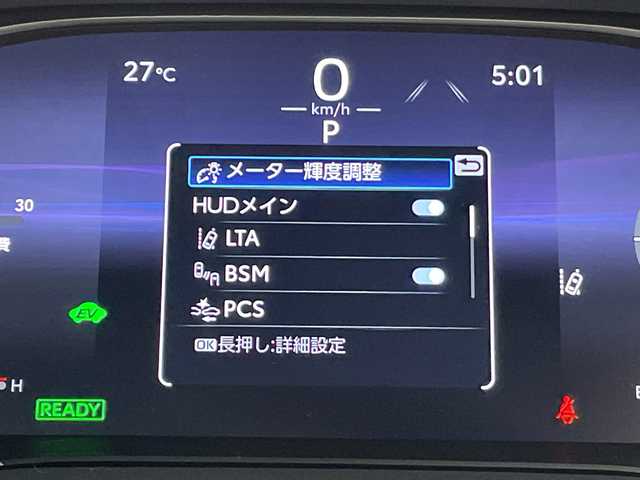 27℃
0
5:01
km/h
P
メーター輝度調整
HUDメイン
30
LTA
費
BSM
PCS
EV
OK長押し:詳細設定
H
READY